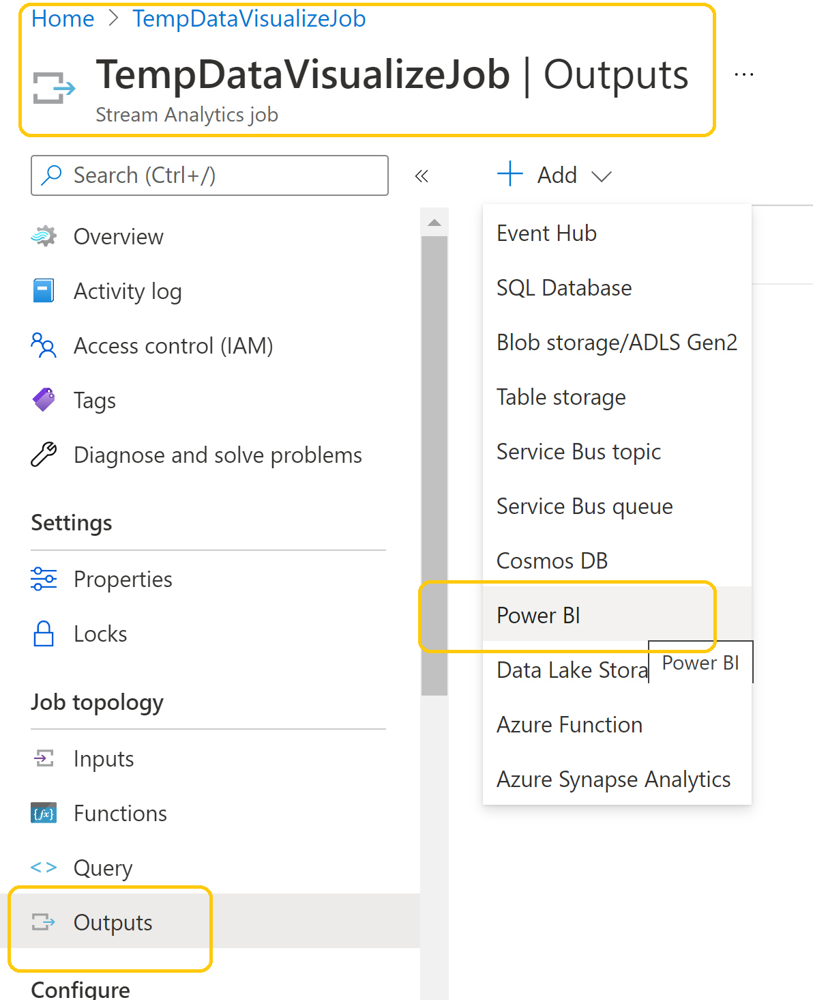 Home > TempDataVisualizeJob
TempDataVisualizeJob | Outputs
...
Stream Analytics job
Search (Ctrl+/)
«
+ Add
Overview
Activity log
Access control (IAM)
Tags
Diagnose and solve problems
Settings
Properties
Locks
Job topology
Inputs
Functions
Query
Outputs
Configure
Event Hub
SQL Database
Blob storage/ADLS Gen2
Table storage
Service Bus topic
Service Bus queue
Cosmos DB
Power BI
Data Lake Stora
Power BI
Azure Function
Azure Synapse Analytics